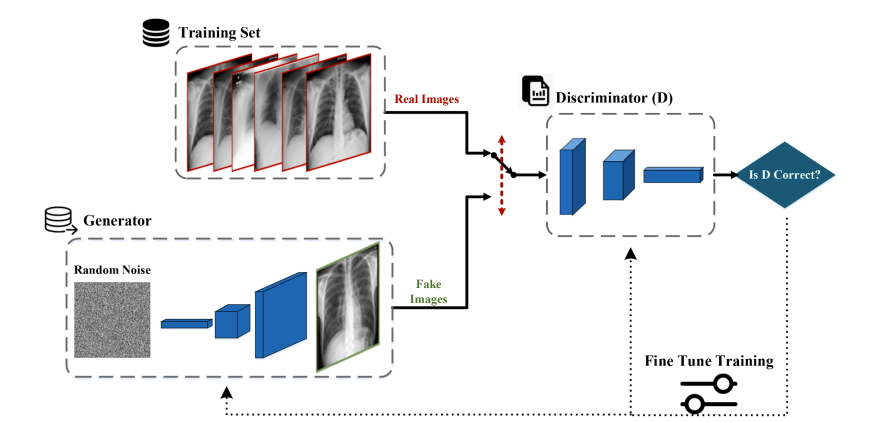 Training Set
Real Images
Discriminator (D)
Is D Correct?
Generator
Random Noise
Fake
Images
Fine Tune Training